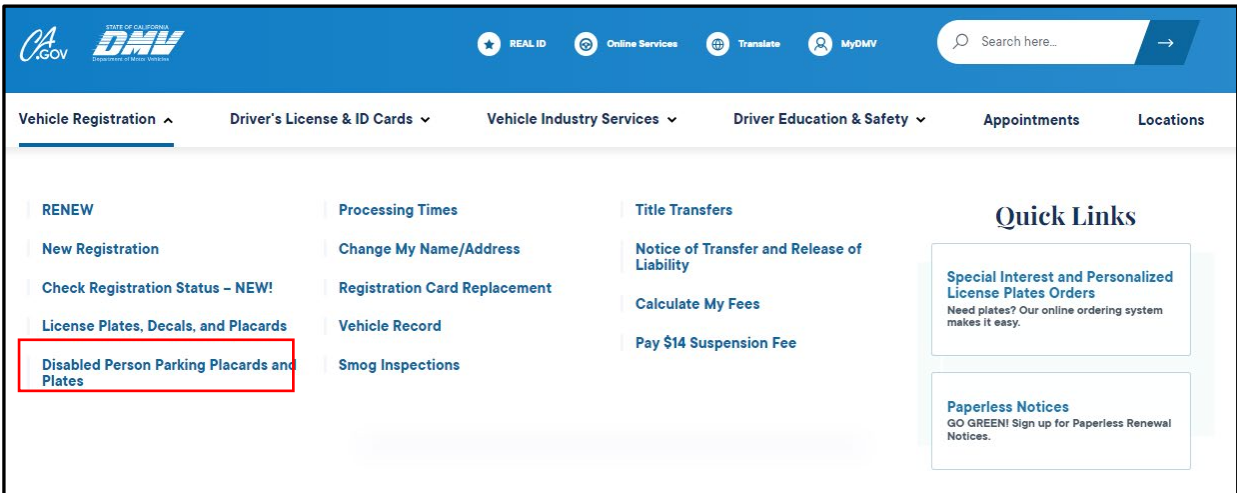 CA.GOV
STATE OF CALIFORNIA
DMV
Department of Motor Vehicles
REAL ID
Online Services
Translate
MyDMV
Search here...
Vehicle Registration
Driver's License & ID Cards
Vehicle Industry Services
Driver Education & Safety
Appointments
Locations
RENEW
New Registration
Check Registration Status – NEW!
License Plates, Decals, and Placards
Disabled Person Parking Placards and
Plates
Processing Times
Change My Name/Address
Registration Card Replacement
Vehicle Record
Smog Inspections
Title Transfers
Notice of Transfer and Release of
Liability
Calculate My Fees
Pay $14 Suspension Fee
Quick Links
Special Interest and Personalized
License Plates Orders
Need plates? Our online ordering system
makes it easy.
Paperless Notices
GO GREEN! Sign up for Paperless Renewal
Notices.